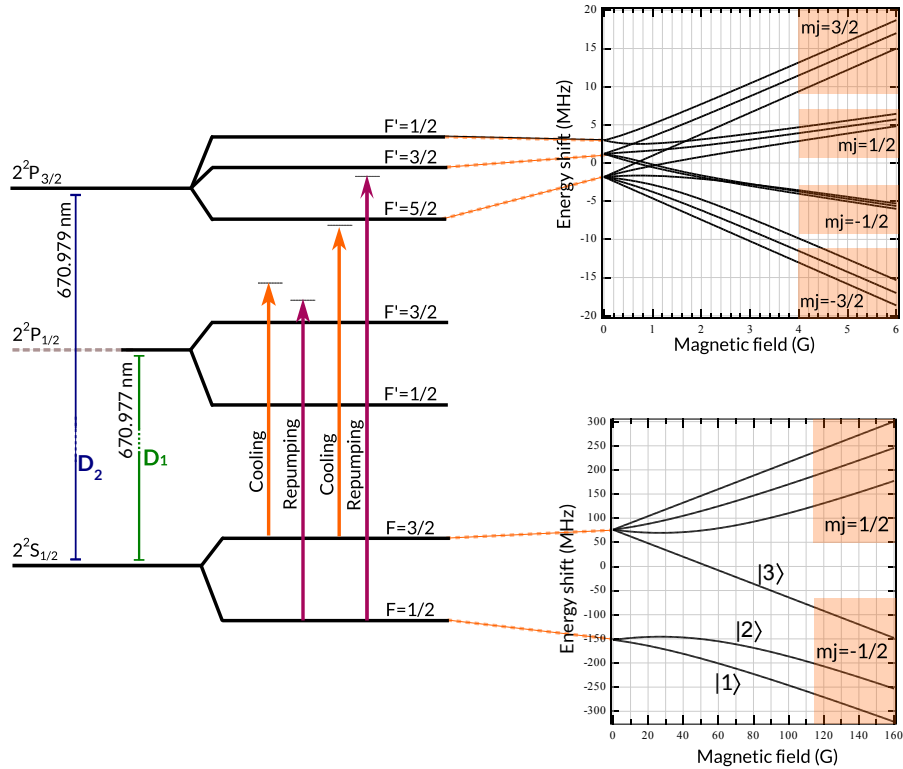 2²P₃/₂
F'=1/2
F'=3/2
F'=5/2
670.979 nm
2²P₁/₂
F'=3/2
F'=1/2
670.977 nm
D₂
D₁
Cooling
Repumping
Cooling
Repumping
2²S₁/₂
F=3/2
F=1/2
Energy shift (MHz)
20
15
10
5
0
-5
-10
-15
-20
mj=3/2
mj=1/2
mj=-1/2
mj=-3/2
0 1 2 3 4 5 6
Magnetic field (G)
Energy shift (MHz)
300
250
200
150
100
50
0
-50
-100
-150
-200
-250
-300
mj=1/2
|3⟩
|2⟩
mj=-1/2
|1⟩
0 20 40 60 80 100 120 140 160
Magnetic field (G)